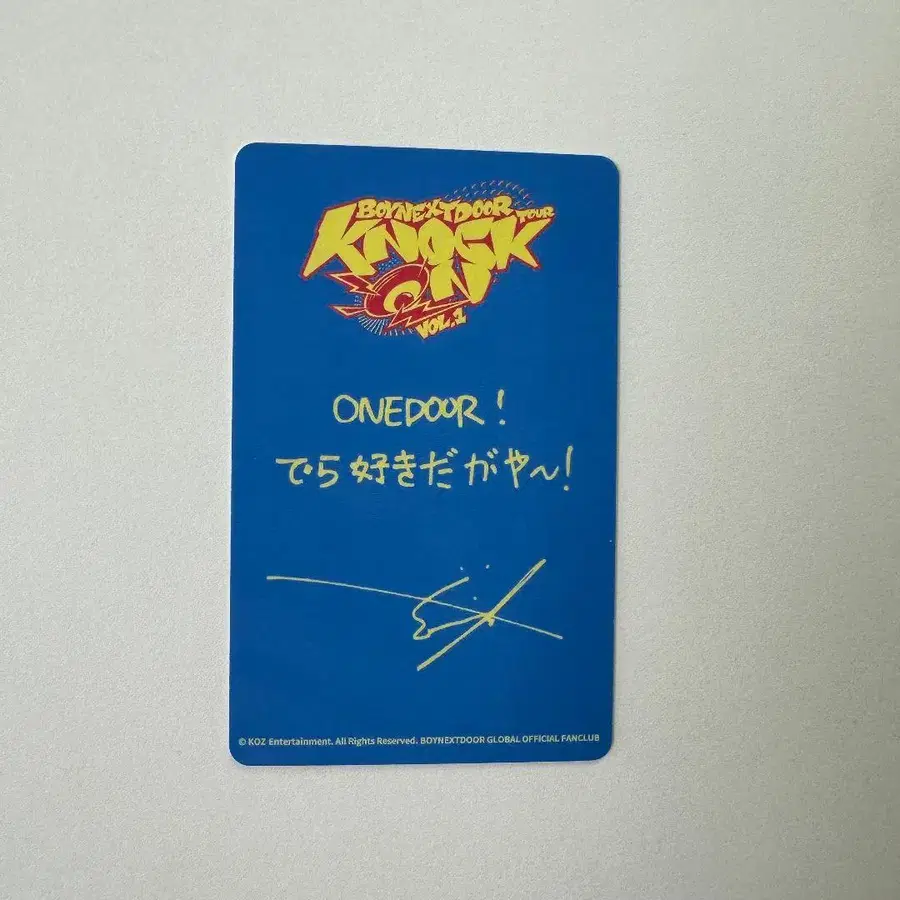 BOYNEXTDOOR TOUR
KNOCK
ON
VOL.1
ONEDOOR!
でら好きだがや~!
© KOZ Entertainment. All Rights Reserved. BOYNEXTDOOR GLOBAL OFFICIAL FANCLUB